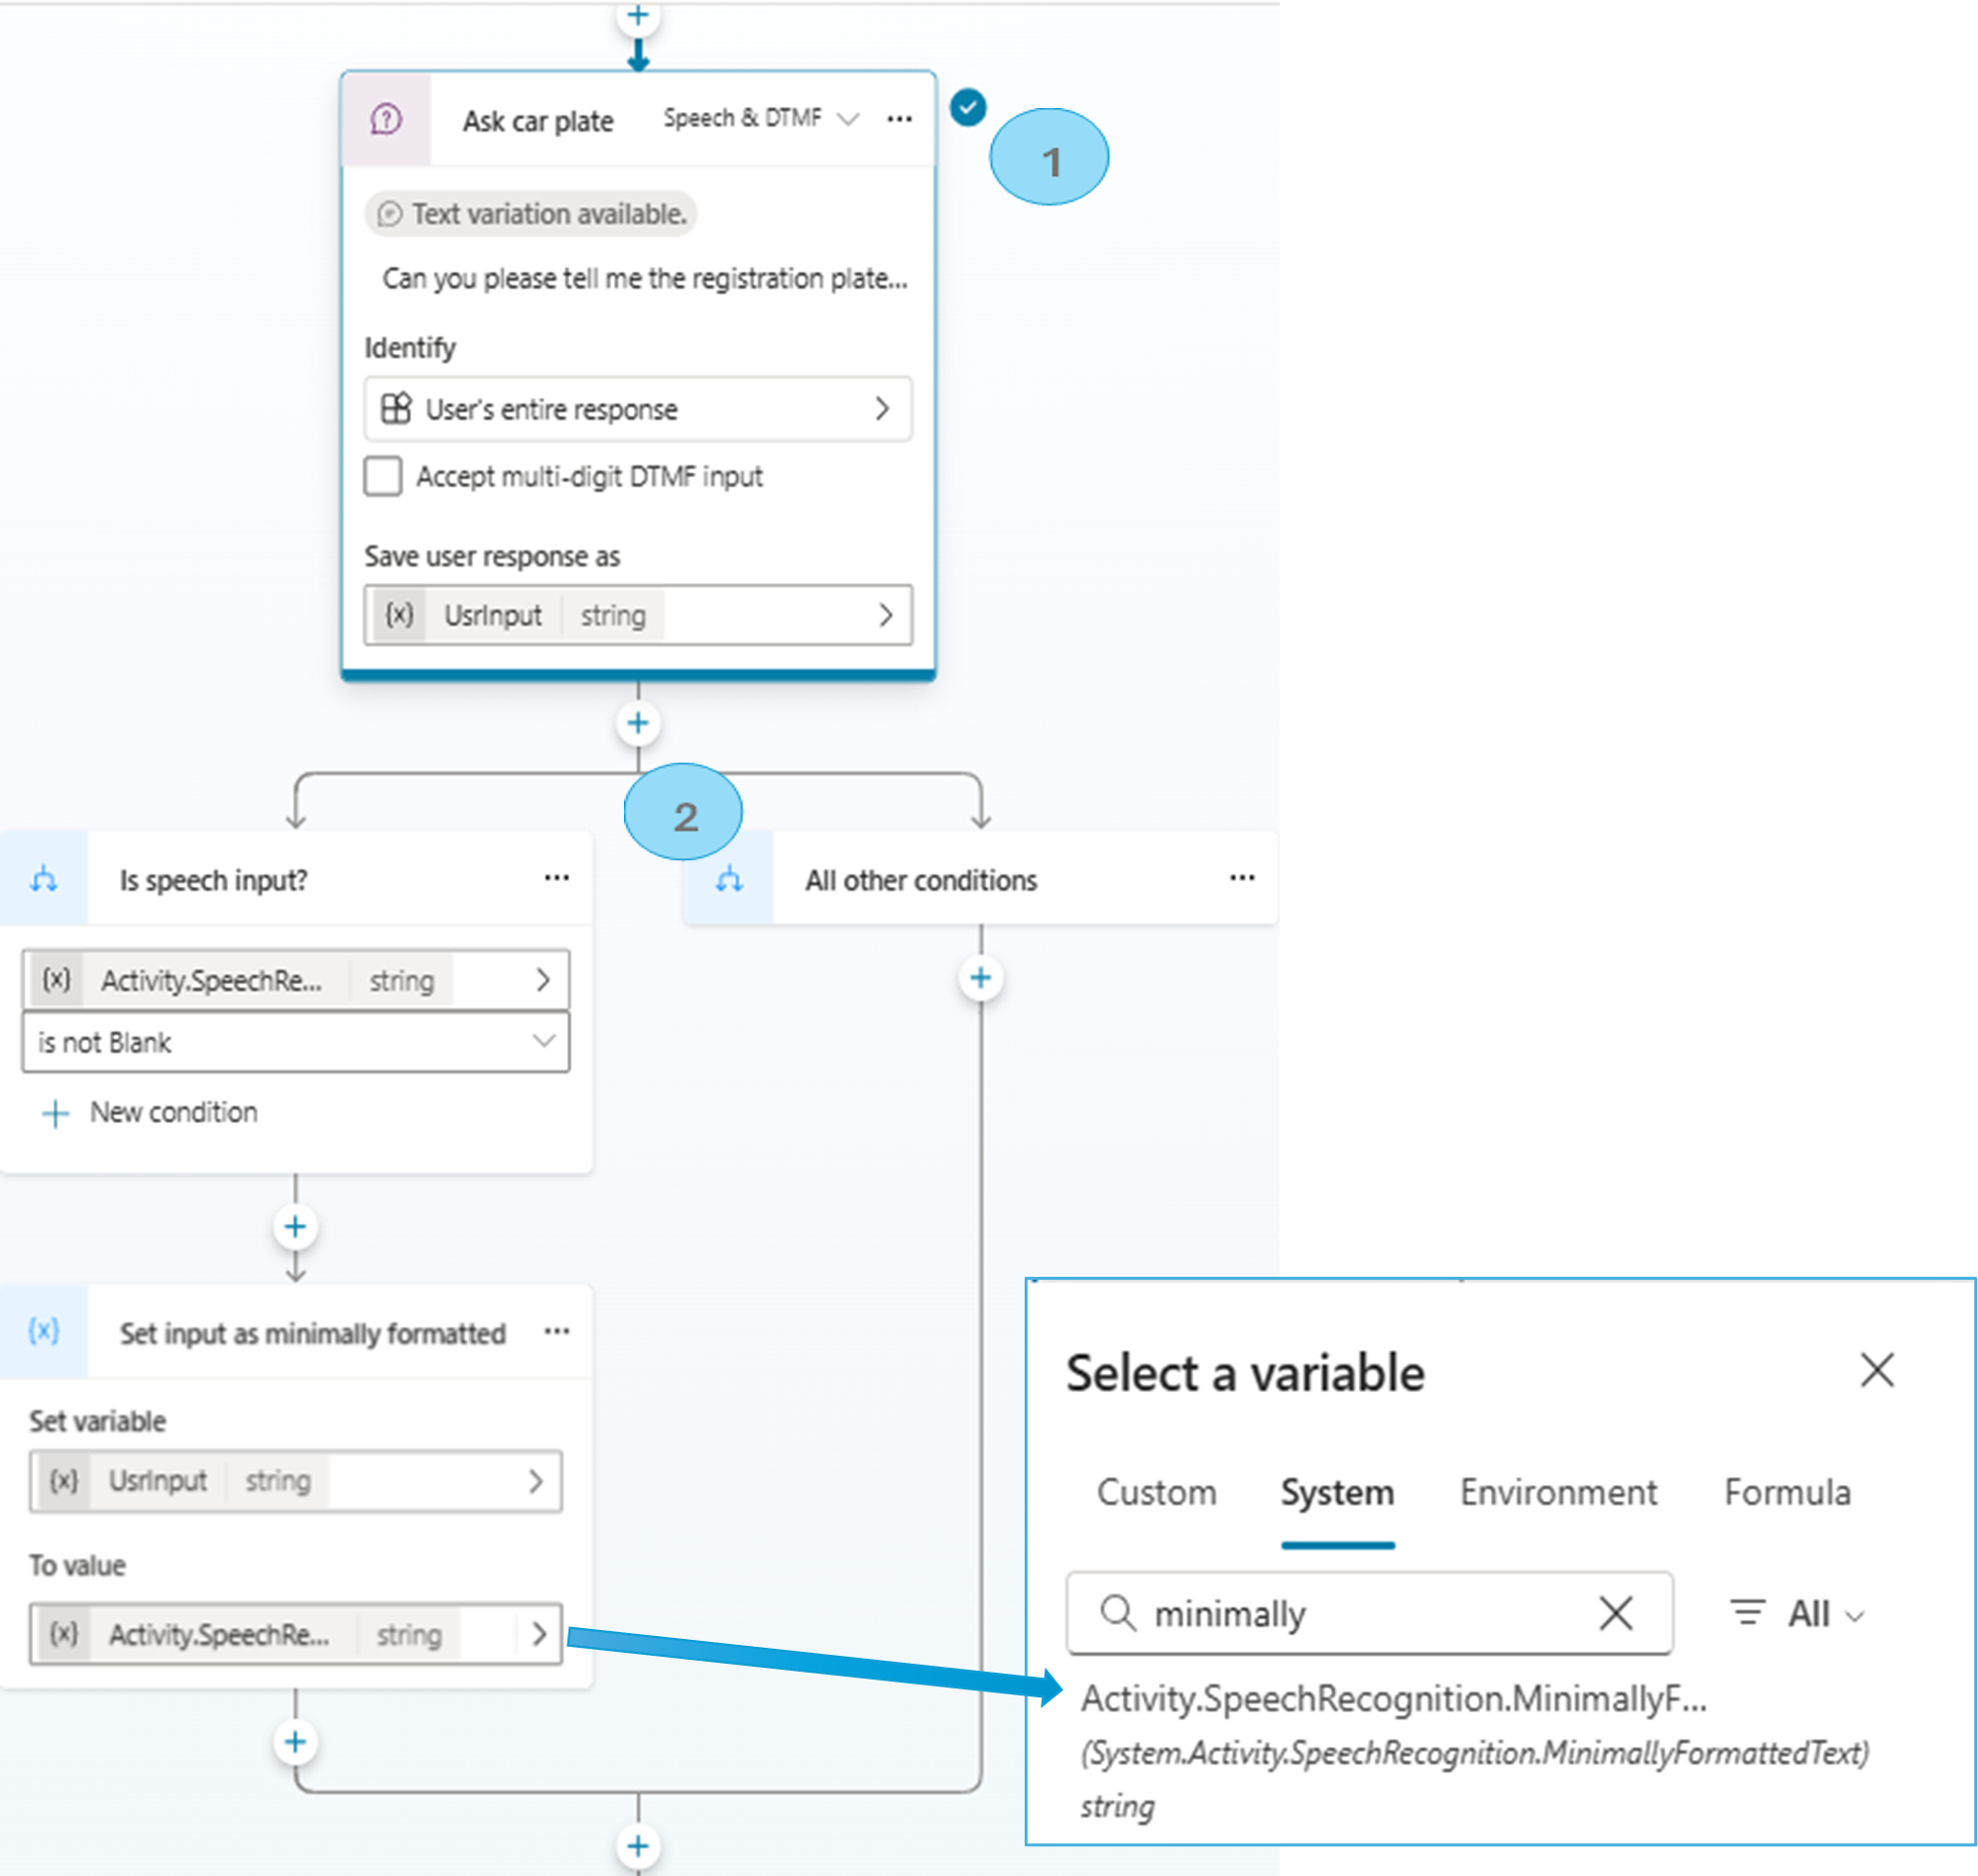 Ask car plate
Speech & DTMF
1
Text variation available.
Can you please tell me the registration plate...
Identify
User's entire response
Accept multi-digit DTMF input
Save user response as
{x} UsrInput string
2
Is speech input?
{x} Activity.SpeechRe... string
is not Blank
New condition
All other conditions
{x} Set input as minimally formatted
Set variable
{x} UsrInput string
To value
{x} Activity.SpeechRe... string
Select a variable
Custom System Environment Formula
minimally
All
Activity.SpeechRecognition.MinimallyF...
(System.Activity.SpeechRecognition.MinimallyFormattedText)
string